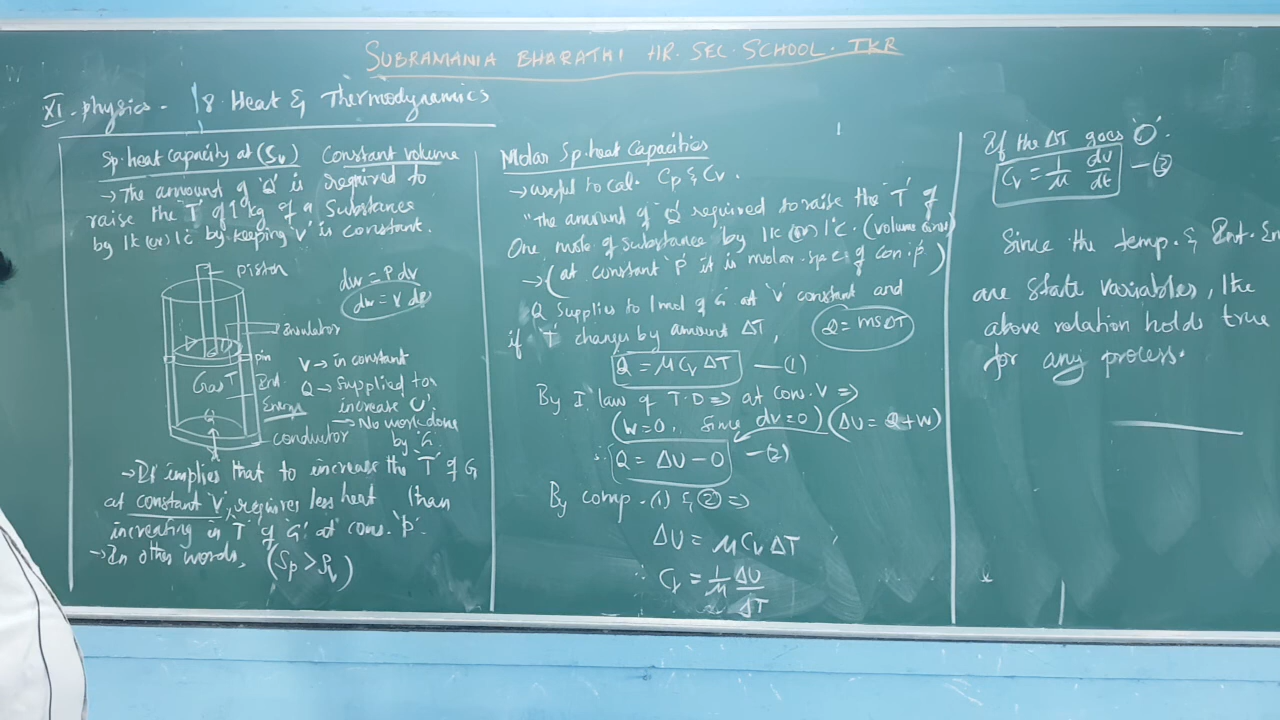 SUBRAMANIA BHARATHI HR. SEC. SCHOOL. TKR
XI. physics - 8. Heat & Thermodynamics
Sp. heat capacity at (Sv) Constant volume
→ The amount of 'Q' is required to
raise the 'T' of 1 kg of a Substance
by 1k (or) 1°c by keeping 'V' is constant.
piston
dw = P dv
dw = V dp
Insulator
pin
Gas T
Int.
Energy
conductor
V → in constant
Q → Supplied to
increase 'U'.
→ No work done
by 'G'.
→ It implies that to increase the 'T' of G
at constant 'V', requires less heat than
increasing in 'T' of 'G' at cons. 'P'.
→ In other words, (Sp > Sv)
Molar Sp. heat Capacities
→ useful to cal. Cp & Cv.
"The amount of 'Q' required to raise the "T" of
One mole of substance by 1k (or) 1°c. (volume
→ (at constant 'P' it is molar. spec. of con. p)
Q Supplies to 1 mol of G at 'V' constant and
if 'T' changes by amount ΔT,
Q = ms ΔT
Q = μ Cv ΔT — (1)
By I law of T.D ⇒ at con. V ⇒
(W=0, Since dv=0) (ΔU = Q+W)
∴ Q = ΔU - 0 — (2)
By comp. (1) & (2) ⇒
ΔU = μ Cv ΔT
∴ Cv = 1/μ ΔU/ΔT
If the ΔT goes 'O'.
Cv = 1/μ dv/dt — (3)
Since the temp. & Int. En
are State variables, the
above relation holds true
for any process.